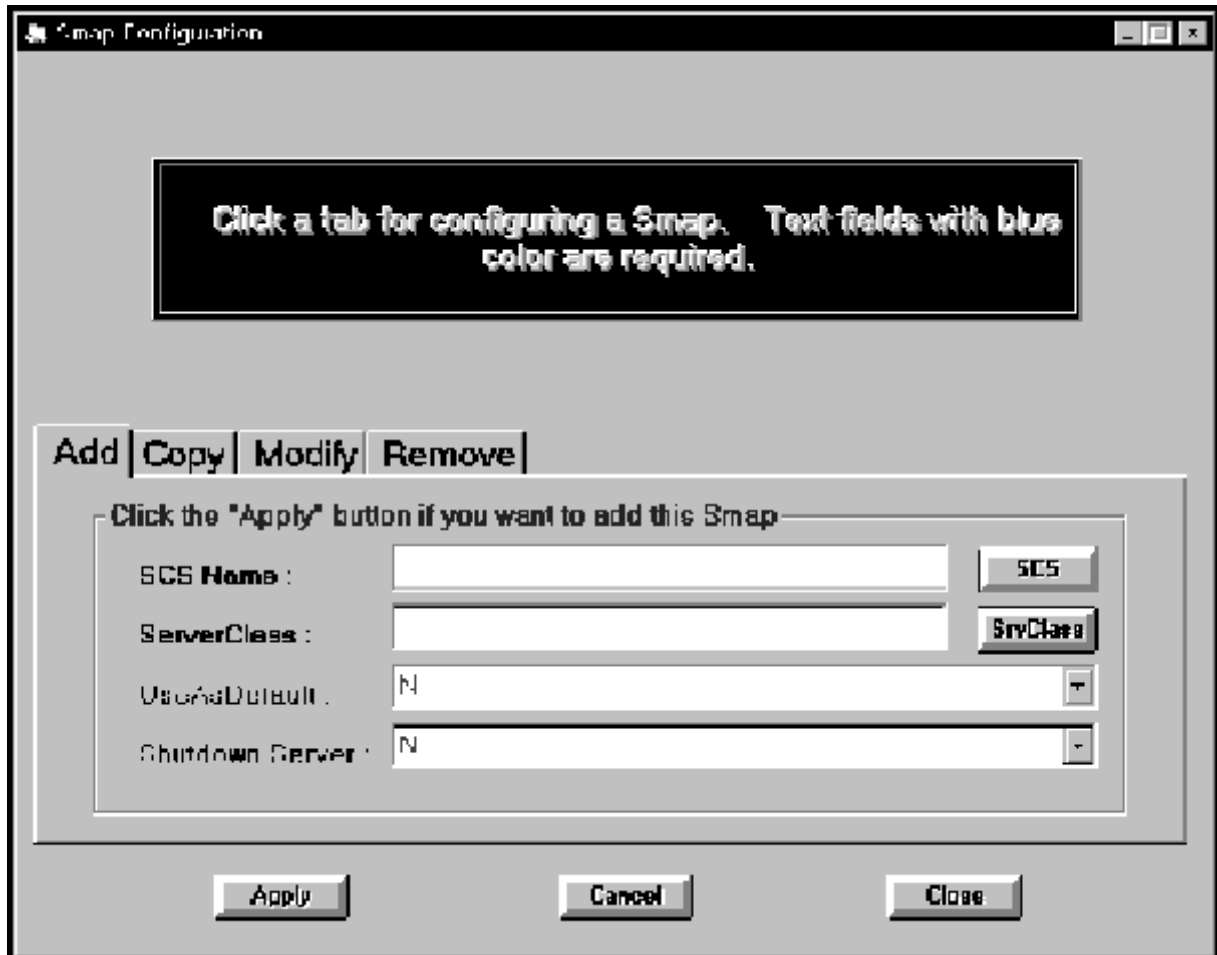 Smap Configuration
Click a tab for configuring a Smap. Text fields with blue
color are required.
Add Copy Modify Remove
Click the "Apply" button if you want to add this Smap
SCS Name : SCS
ServerClass : SrvClass
UseAsDefault : N
Shutdown Server : N
Apply Cancel Close